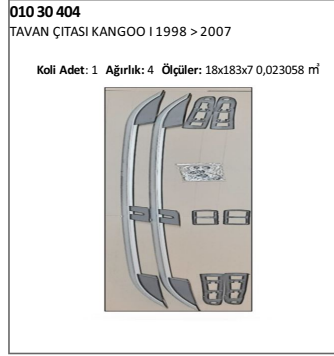 010 30 404
TAVAN ÇITASI KANGOO I 1998 > 2007
Koli Adet: 1 Ağırlık: 4 Ölçüler: 18x183x7 0,023058 m³